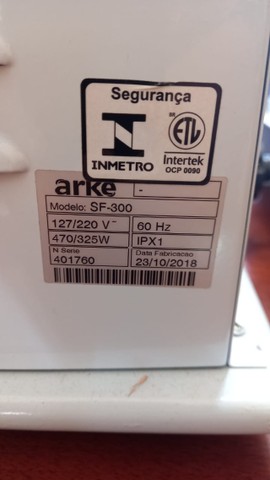 Segurança
INMETRO
ETL
Intertek
OCP 0090
arke
-
Modelo: SF-300
127/220 V~
60 Hz
470/325W
IPX1
N Serie
401760
Data Fabricacao
23/10/2018